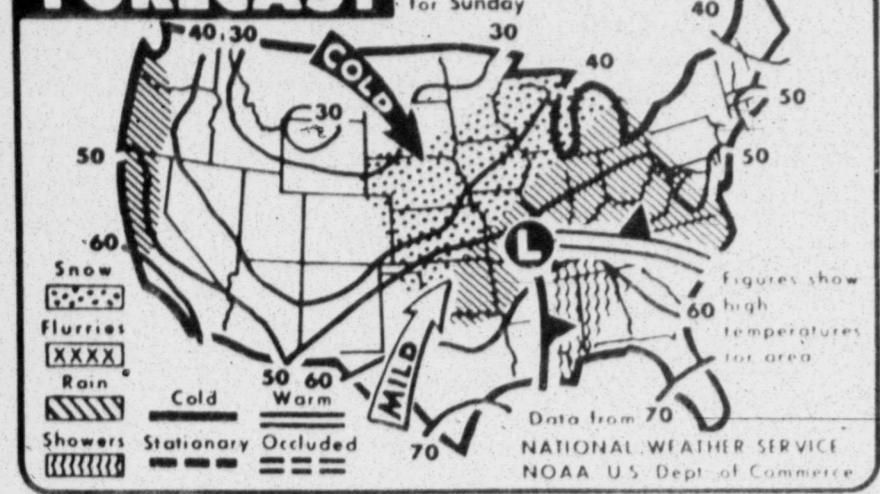 FORECAST
for Sunday
40
40 30
30
40
COLD
30
50
50
50
60
L
Snow
Flurries
Rain
Showers
Cold
Stationary
50 60
Warm
Occluded
MILD
70
60
70
Figures show
high
temperatures
for area
Data from
NATIONAL WEATHER SERVICE
NOAA U.S. Dept. of Commerce